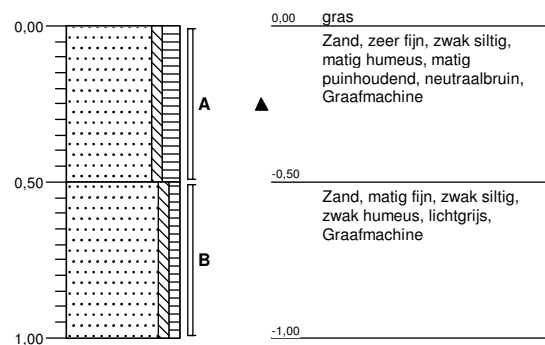 0,00
0,00
gras
Zand, zeer fijn, zwak siltig,
matig humeus, matig
puinhoudend, neutraalbruin,
Graafmachine
A
0,50
-0,50
Zand, matig fijn, zwak siltig,
zwak humeus, lichtgrijs,
Graafmachine
B
1,00
-1,00